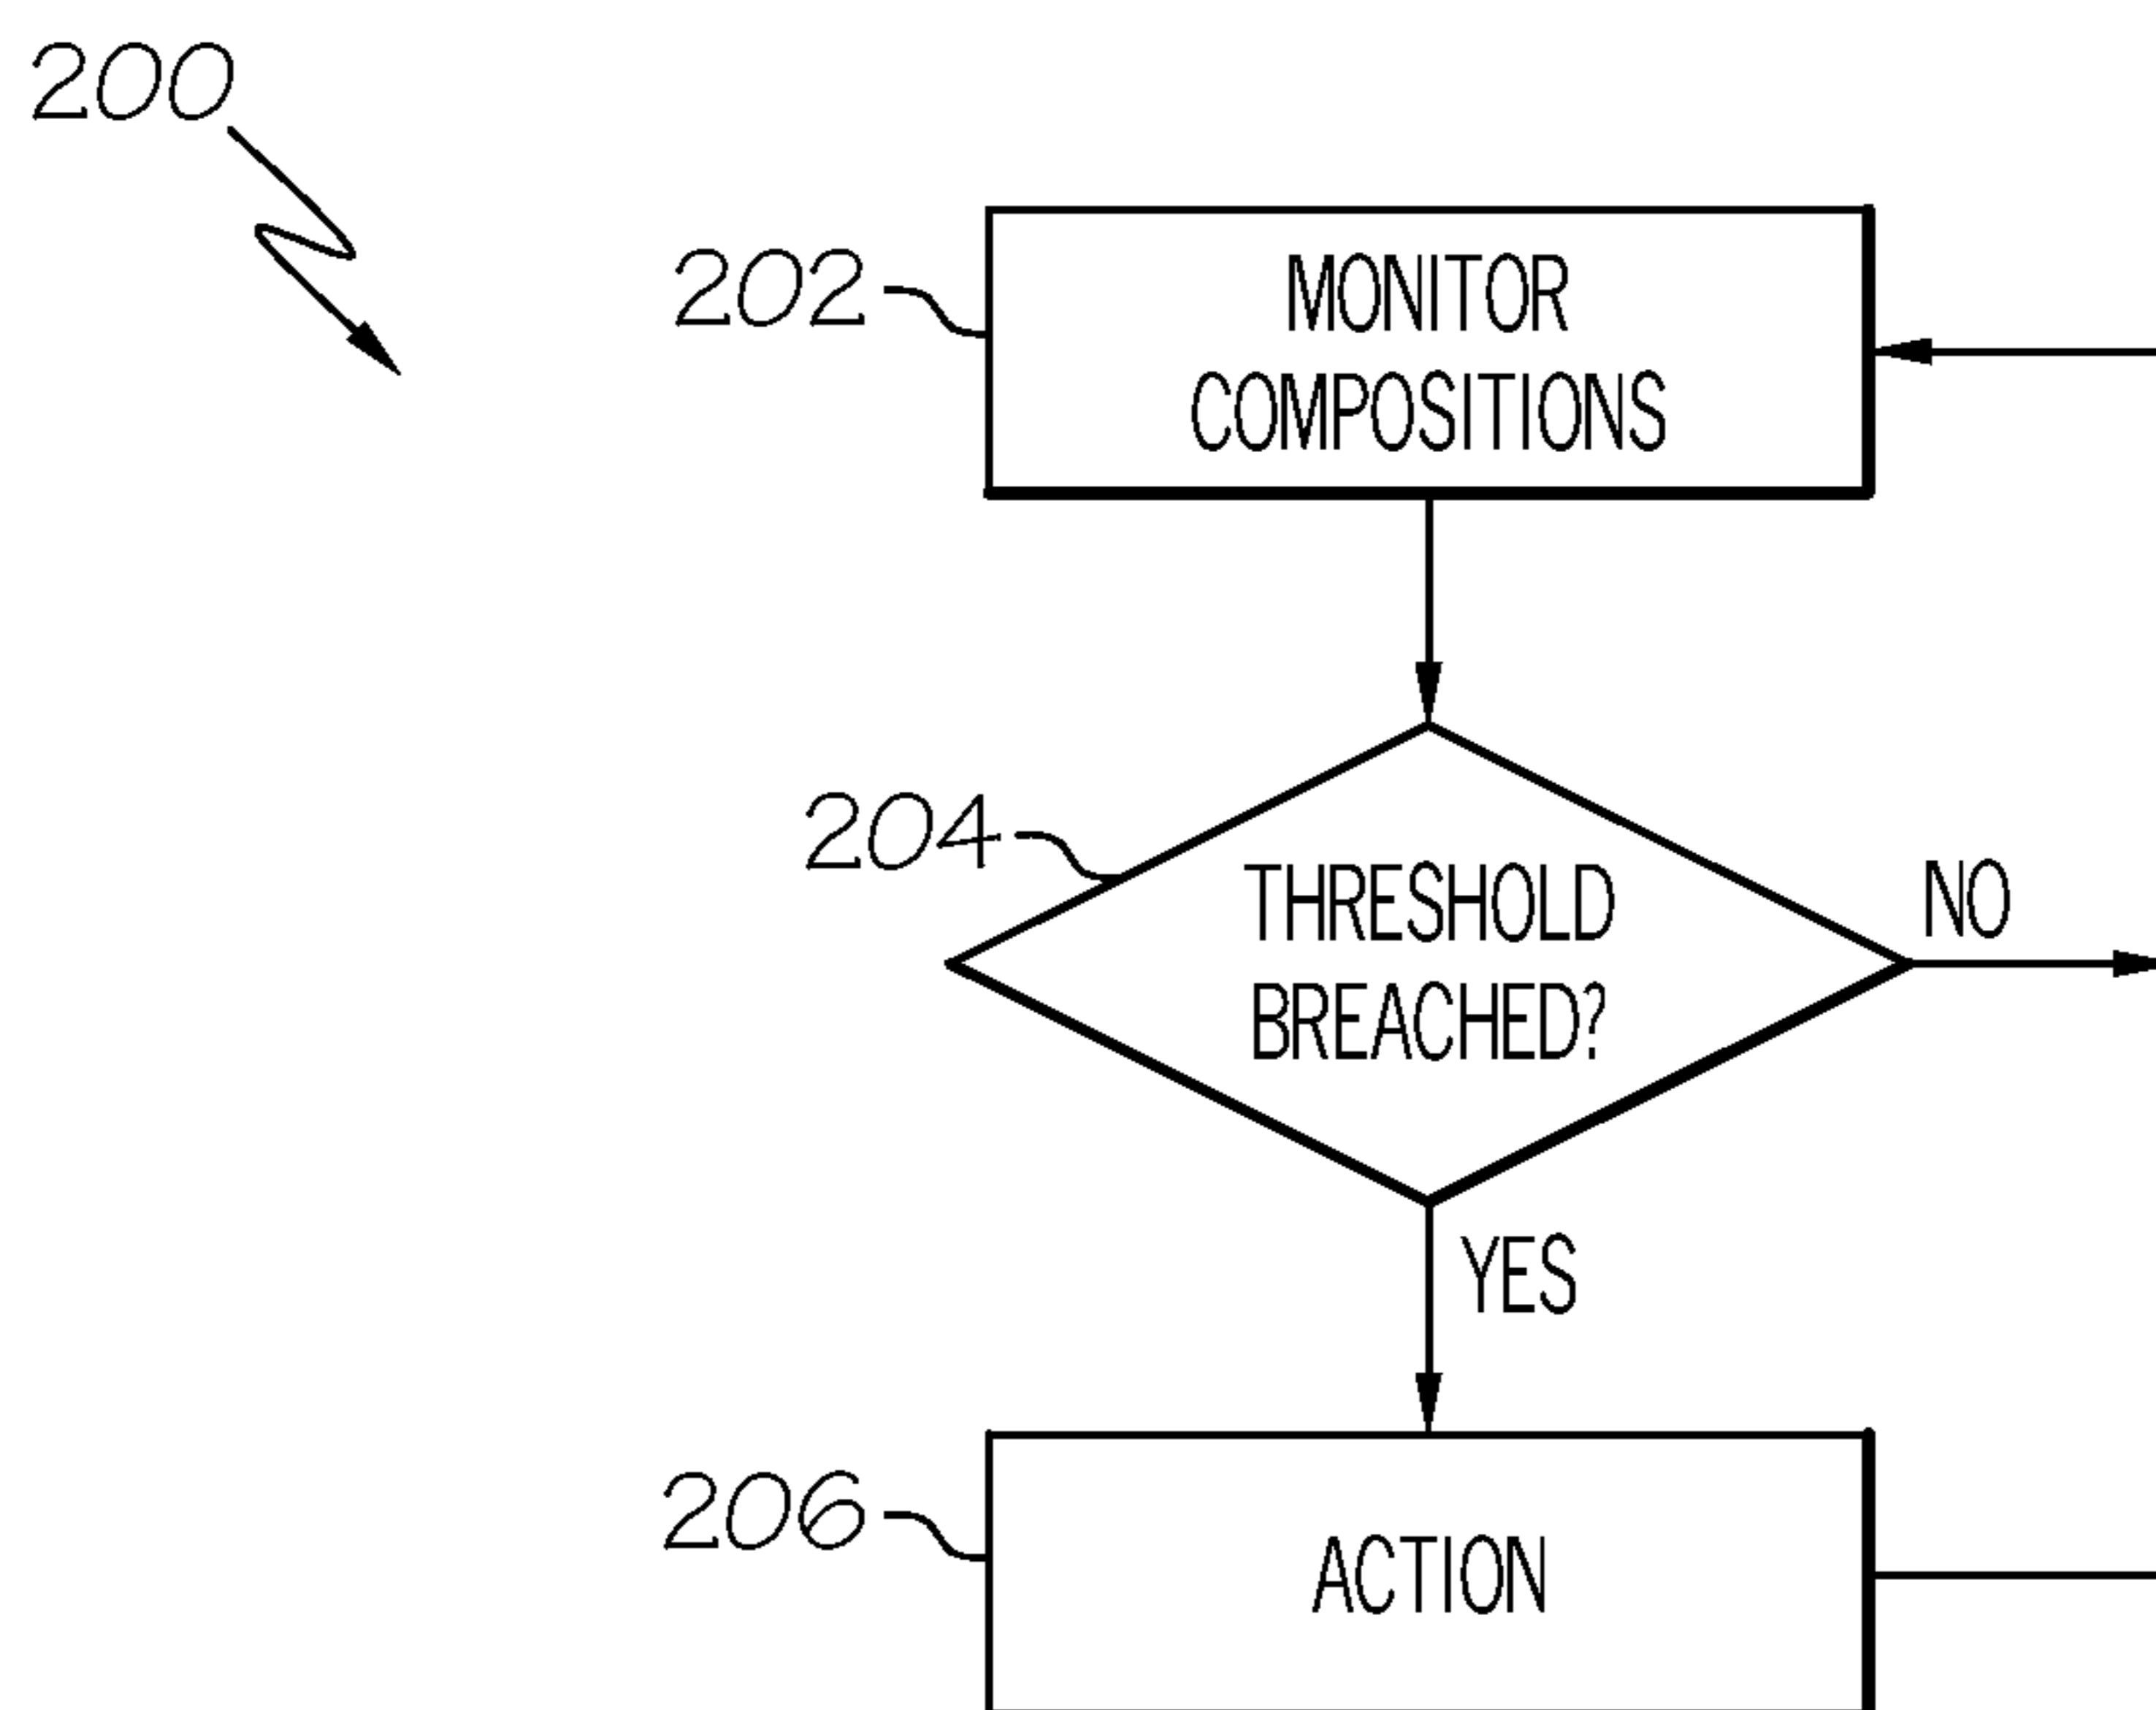 200
202
MONITOR
COMPOSITIONS
204
THRESHOLD
BREACHED?
NO
YES
206
ACTION